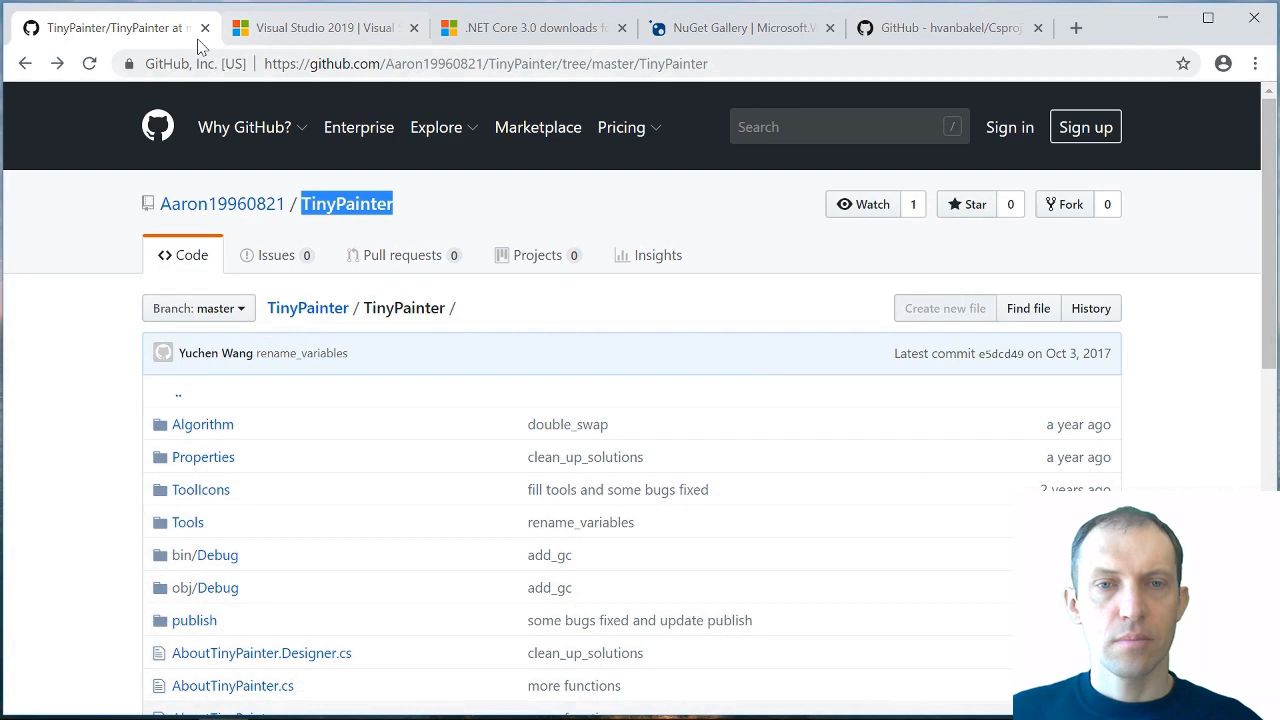 TinyPainter/TinyPainter at m
Visual Studio 2019 | Visual
.NET Core 3.0 downloads fo
NuGet Gallery | Microsoft.W
GitHub - hvanbakel/Csproj
GitHub, Inc. [US] | https://github.com/Aaron19960821/TinyPainter/tree/master/TinyPainter
Why GitHub? Enterprise Explore Marketplace Pricing Search / Sign in Sign up
Aaron19960821 / TinyPainter Watch 1 Star 0 Fork 0
<> Code Issues 0 Pull requests 0 Projects 0 Insights
Branch: master TinyPainter / TinyPainter / Create new file Find file History
Yuchen Wang rename_variables Latest commit e5dcd49 on Oct 3, 2017
..
Algorithm double_swap a year ago
Properties clean_up_solutions a year ago
ToolIcons fill tools and some bugs fixed 2 years ago
Tools rename_variables
bin/Debug add_gc
obj/Debug add_gc
publish some bugs fixed and update publish
AboutTinyPainter.Designer.cs clean_up_solutions
AboutTinyPainter.cs more functions